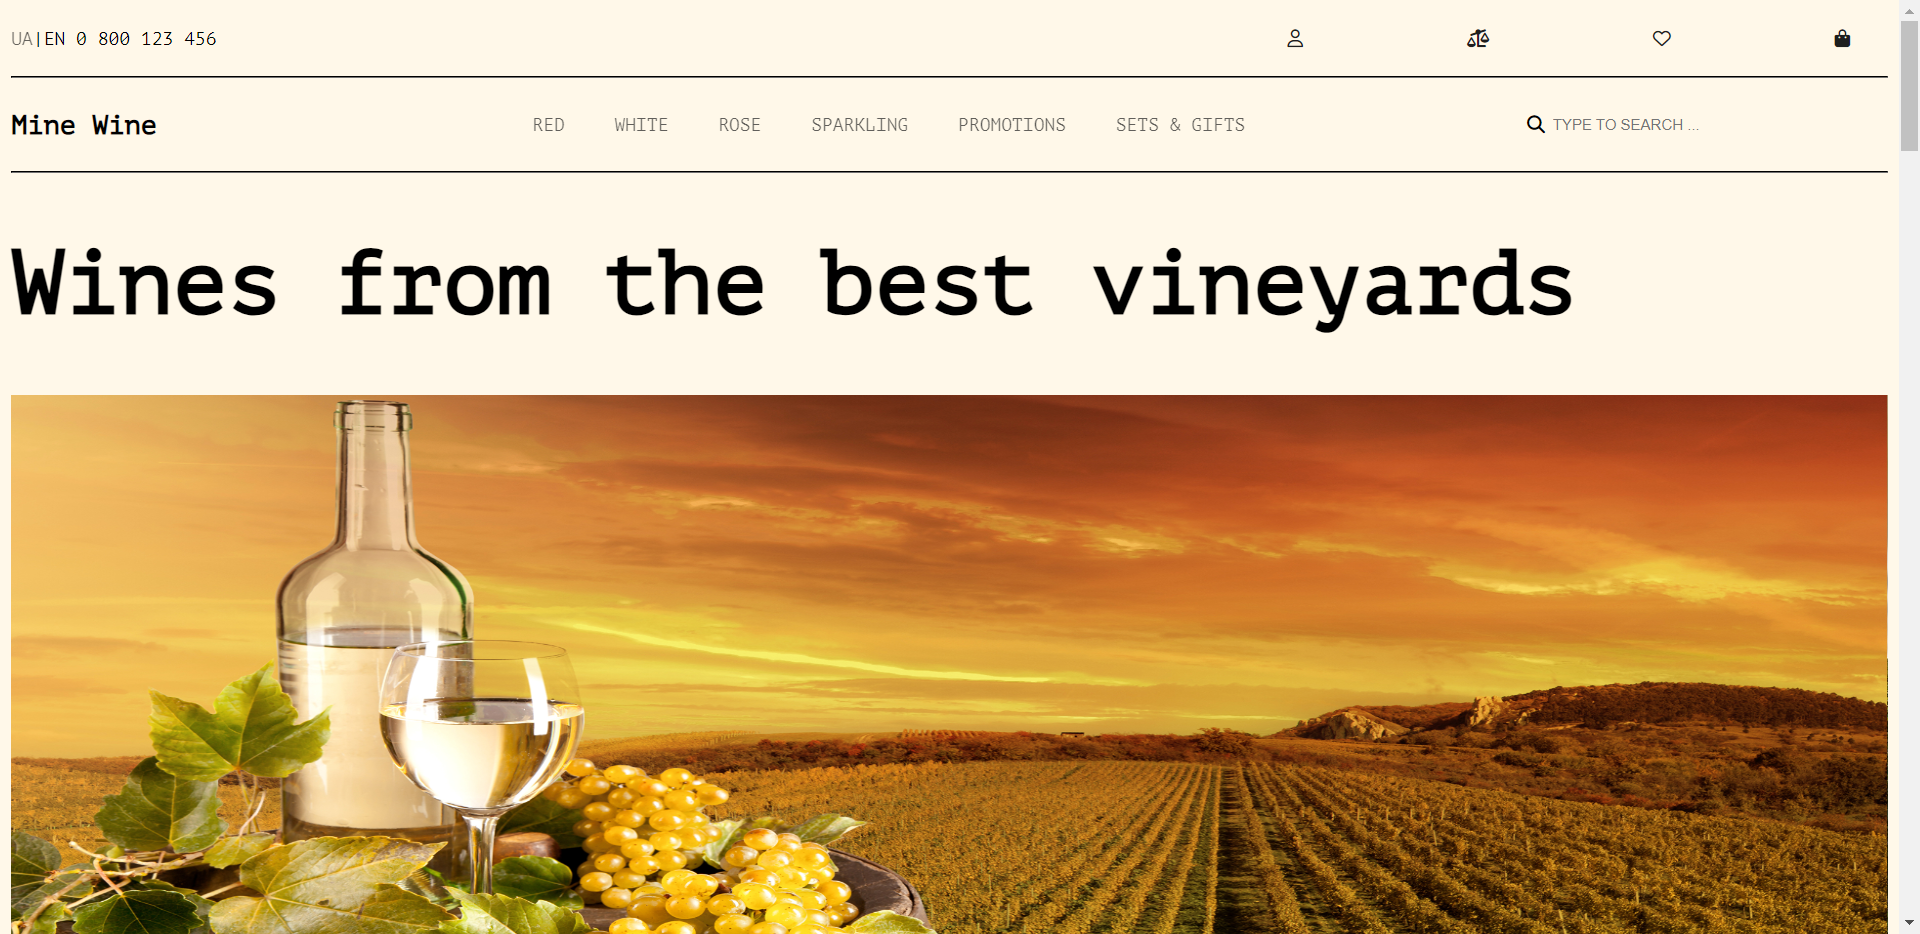 UA|EN 0 800 123 456
Mine Wine
RED WHITE ROSE SPARKLING PROMOTIONS SETS & GIFTS
TYPE TO SEARCH ...
Wines from the best vineyards